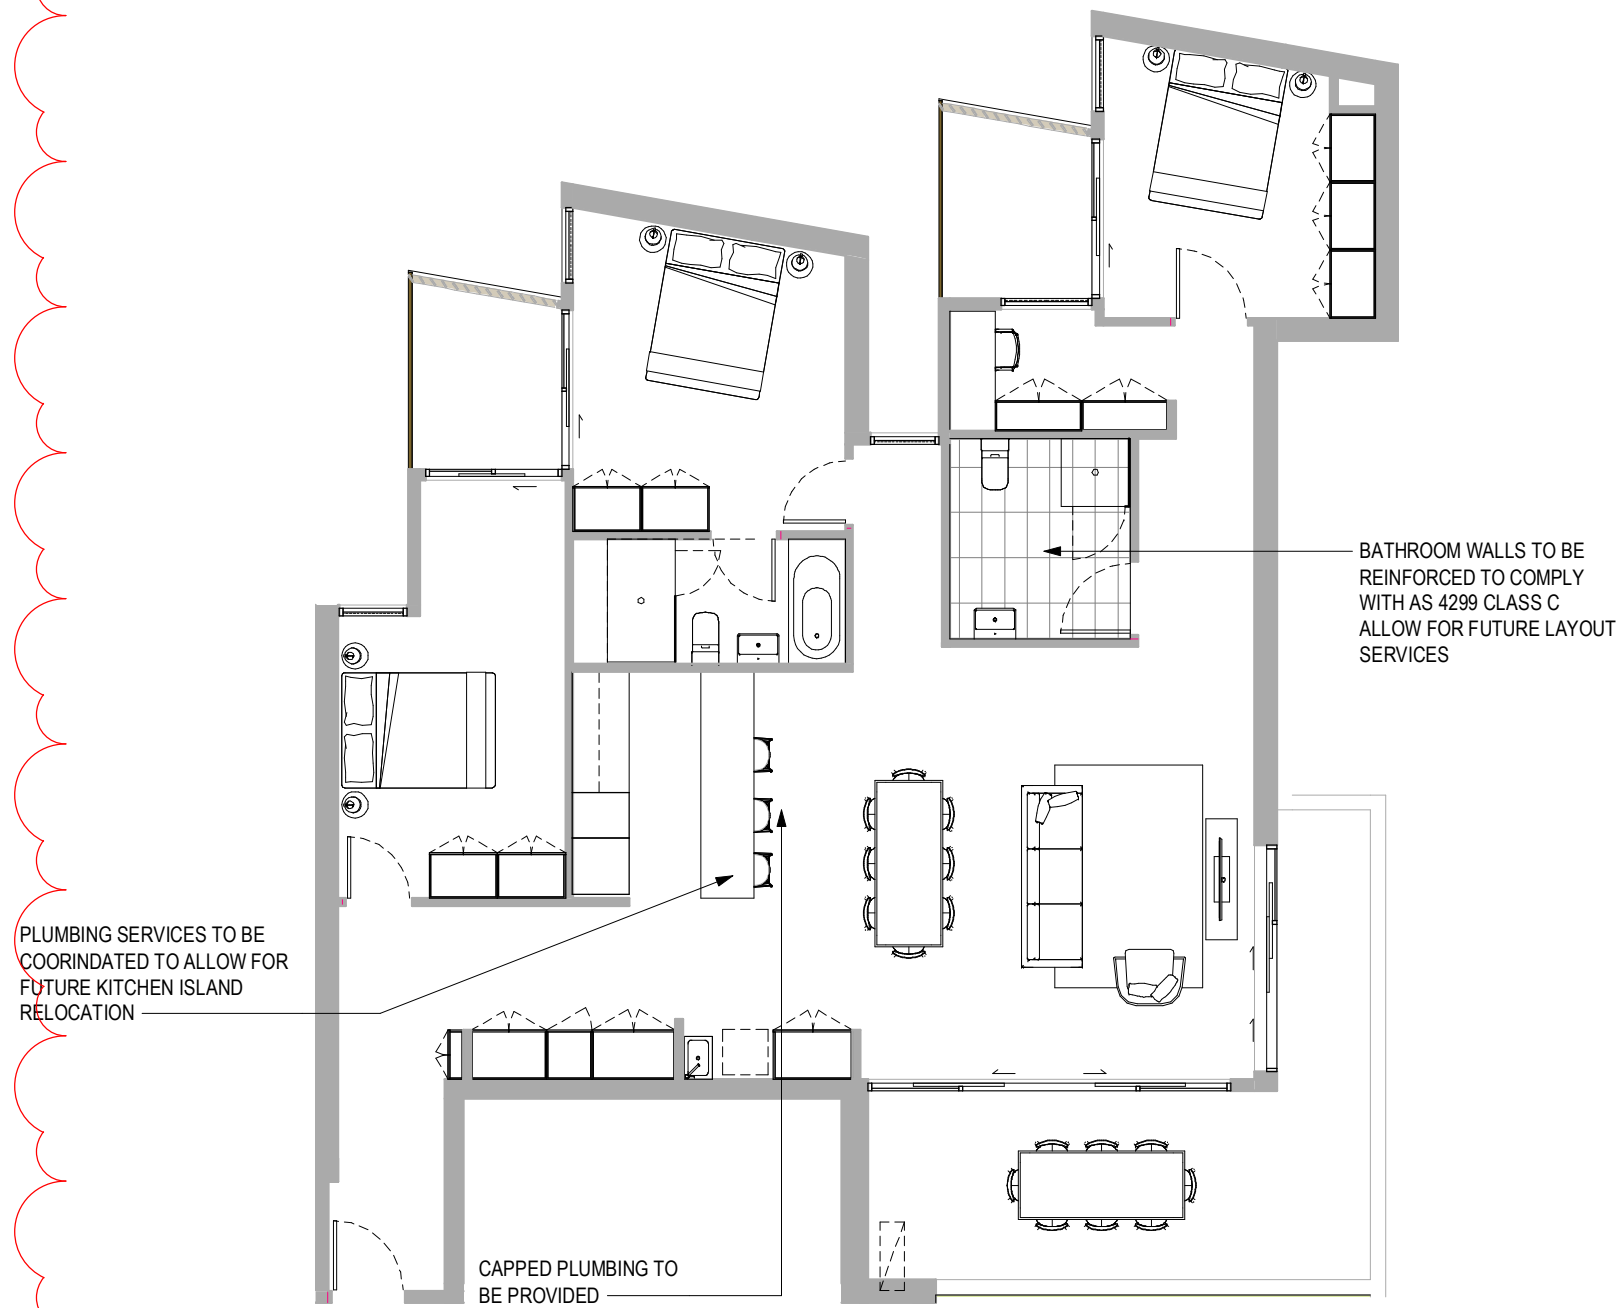 BATHROOM WALLS TO BE
REINFORCED TO COMPLY
WITH AS 4299 CLASS C
ALLOW FOR FUTURE LAYOUT
SERVICES
PLUMBING SERVICES TO BE
COORINDATED TO ALLOW FOR
FUTURE KITCHEN ISLAND
RELOCATION
CAPPED PLUMBING TO
BE PROVIDED